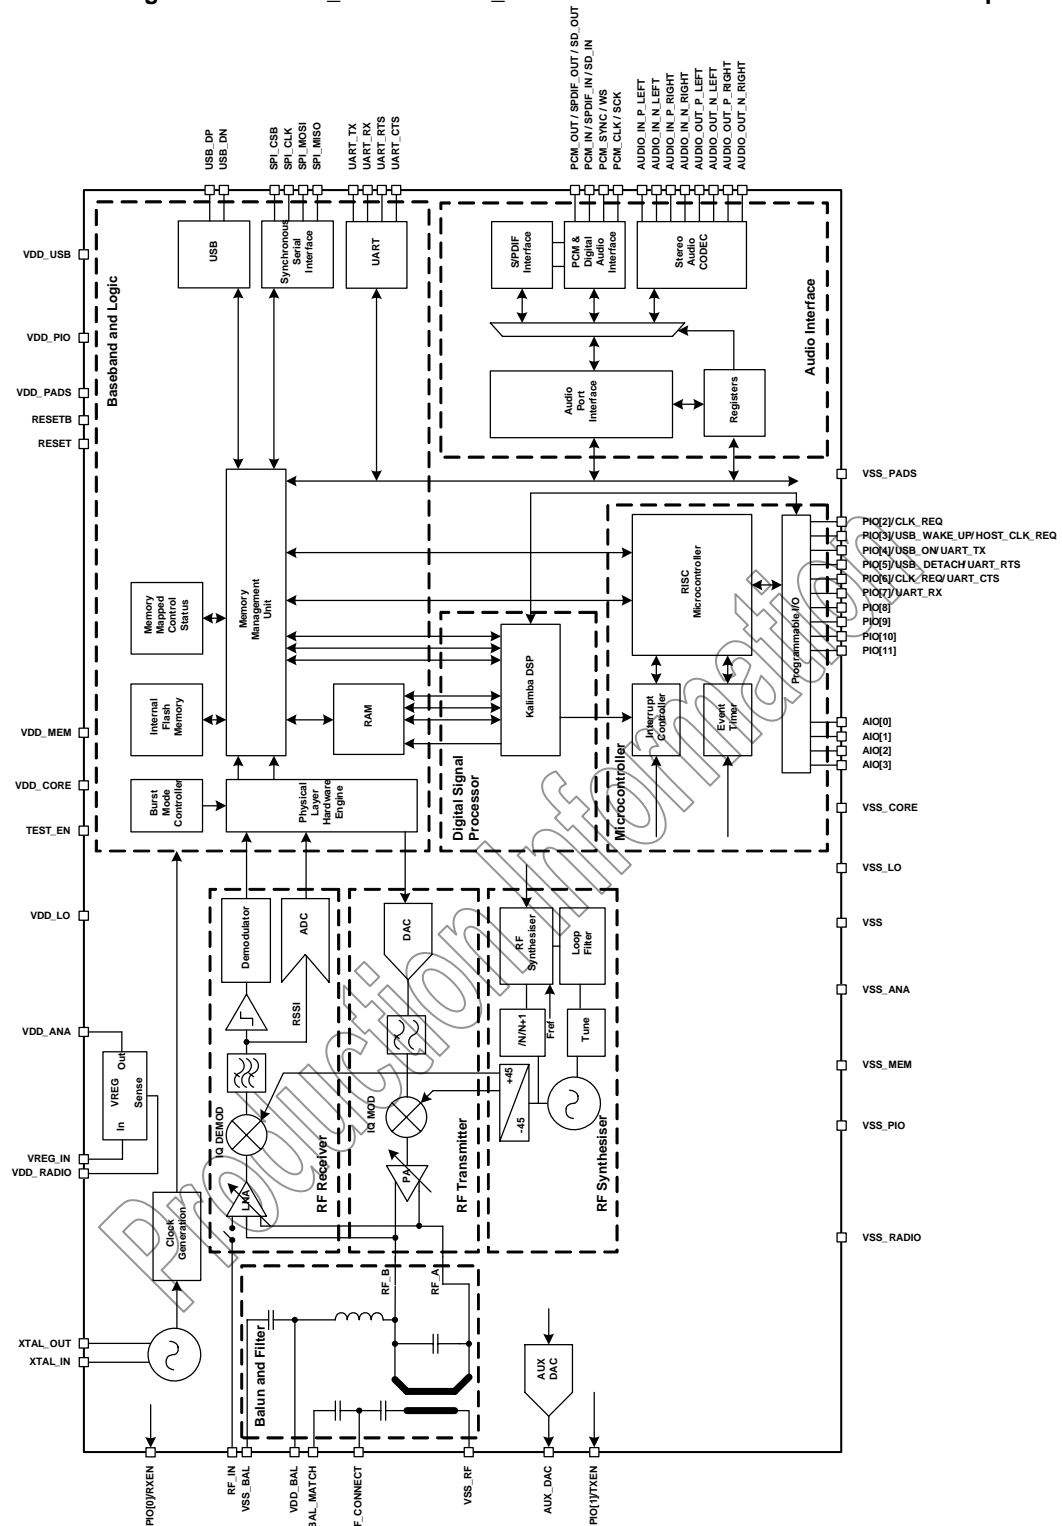 PCM_OUT / SPDIF_OUT / SD_OUT
PCM_IN / SPDIF_IN / SD_IN
PCM_SYNC / WS
PCM_CLK / SCK
AUDIO_IN_P_LEFT
AUDIO_IN_N_LEFT
AUDIO_IN_P_RIGHT
AUDIO_IN_N_RIGHT
AUDIO_OUT_P_LEFT
AUDIO_OUT_N_LEFT
AUDIO_OUT_P_RIGHT
AUDIO_OUT_N_RIGHT
USB_DP
USB_DN
SPI_CSB
SPI_CLK
SPI_MOSI
SPI_MISO
UART_TX
UART_RX
UART_RTS
UART_CTS
VDD_USB
VDD_PIO
VDD_PADS
RESETB
RESET
VDD_MEM
VDD_CORE
TEST_EN
VDD_LO
VDD_ANA
VREG_IN
VDD_RADIO
XTAL_OUT
XTAL_IN
Baseband and Logic
USB
Synchronous
Serial
Interface
UART
Memory
Mapped
Control
Status
Memory
Management
Unit
Internal
Flash
Memory
RAM
Burst
Mode
Controller
Physical
Layer
Hardware
Engine
Audio Interface
S/PDIF
Interface
PCM &
Digital
Audio
Interface
Stereo
Audio
CODEC
Audio
Port
Interface
Registers
Digital Signal
Processor
Kalimba DSP
Microcontroller
RISC
Microcontroller
Interrupt
Controller
Event
Timer
Programmable I/O
VSS_PADS
PIO[2]/CLK_REQ
PIO[3]/USB_WAKE_UP/HOST_CLK_REQ
PIO[4]/USB_ON/UART_TX
PIO[5]/USB_DETACH/UART_RTS
PIO[6]/CLK_REQ/UART_CTS
PIO[7]/UART_RX
PIO[8]
PIO[9]
PIO[10]
PIO[11]
AIO[0]
AIO[1]
AIO[2]
AIO[3]
VSS_CORE
VSS_LO
VSS
VSS_ANA
VSS_MEM
VSS_PIO
VSS_RADIO
RF Receiver
Demodulator
ADC
RSSI
IQ DEMOD
LNA
RF Transmitter
DAC
IQ MOD
PA
RF Synthesiser
RF
Synthesiser
Loop
Filter
/N/N+1
Fref
Tune
+45
-45
VREG
In
Out
Sense
Clock
Generation
Balun and Filter
RF_B
RF_A
AUX
DAC
PIO[0]/RXEN
RF_IN
VSS_BAL
VDD_BAL
BAL_MATCH
F_CONNECT
VSS_RF
AUX_DAC
PIO[1]/TXEN
Production Information